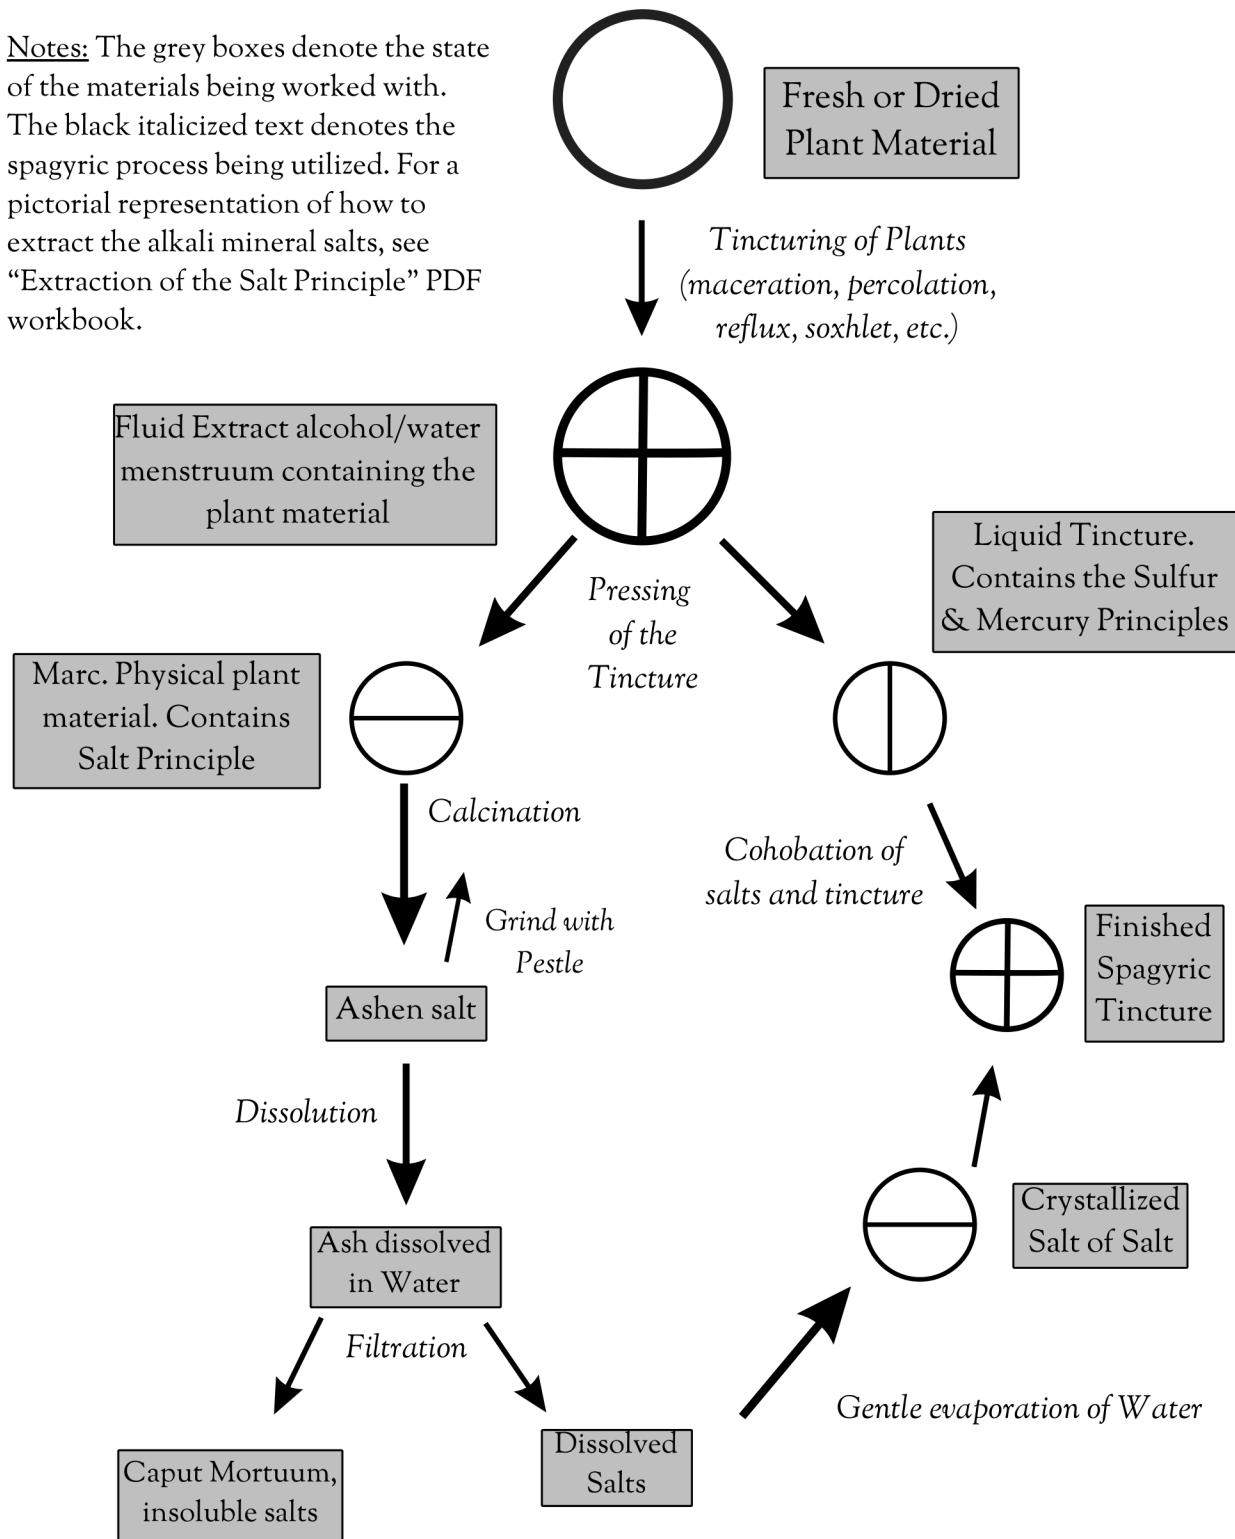 Notes: The grey boxes denote the state
of the materials being worked with.
The black italicized text denotes the
spagyric process being utilized. For a
pictorial representation of how to
extract the alkali mineral salts, see
“Extraction of the Salt Principle” PDF
workbook.
Fresh or Dried
Plant Material
Tincturing of Plants
(maceration, percolation,
reflux, soxhlet, etc.)
Fluid Extract alcohol/water
menstruum containing the
plant material
Liquid Tincture.
Contains the Sulfur
& Mercury Principles
Pressing
of the
Tincture
Marc. Physical plant
material. Contains
Salt Principle
Calcination
Grind with
Pestle
Cohobation of
salts and tincture
Finished
Spagyric
Tincture
Ashen salt
Dissolution
Ash dissolved
in Water
Crystallized
Salt of Salt
Filtration
Gentle evaporation of Water
Caput Mortuum,
insoluble salts
Dissolved
Salts